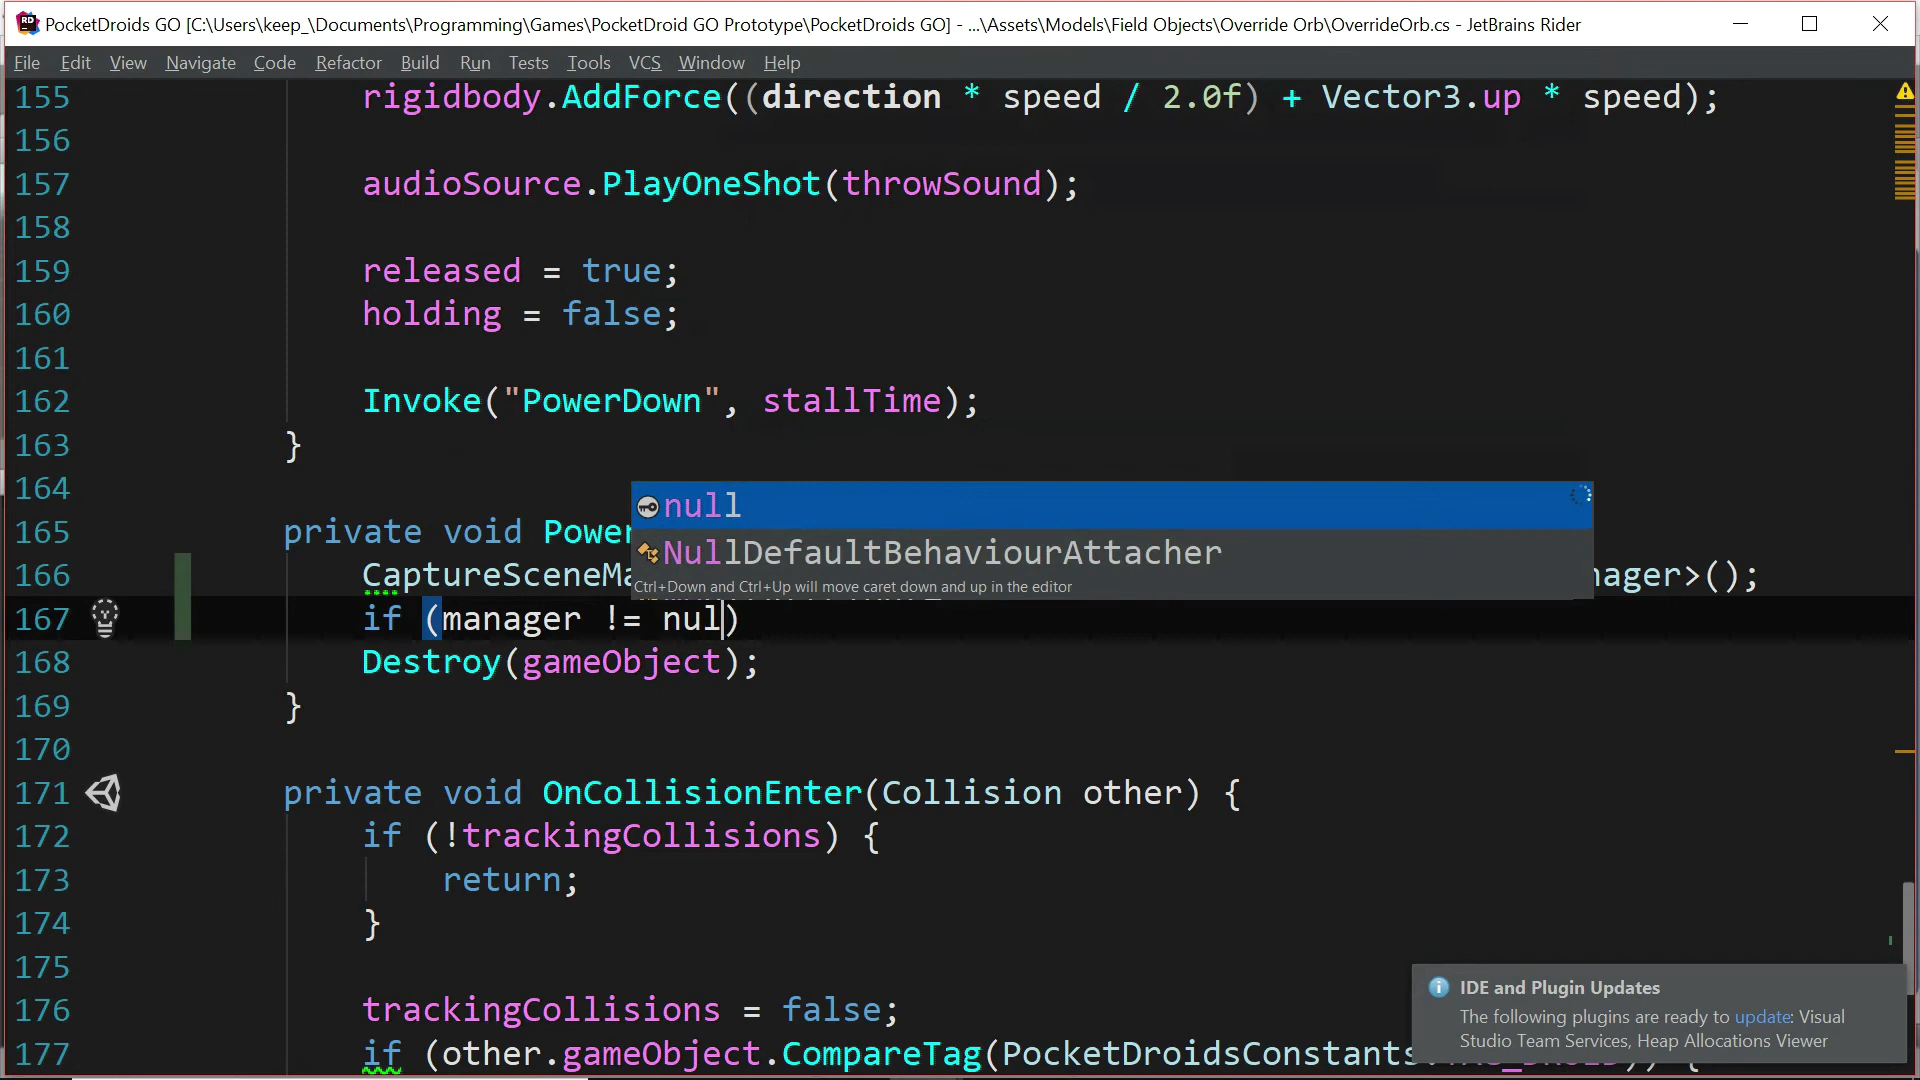 PocketDroids GO [C:\Users\keep_\Documents\Programming\Games\PocketDroid GO Prototype\PocketDroids GO] - ...\Assets\Models\Field Objects\Override Orb\OverrideOrb.cs - JetBrains Rider
File Edit View Navigate Code Refactor Build Run Tests Tools VCS Window Help
155 rigidbody.AddForce((direction * speed / 2.0f) + Vector3.up * speed);
156
157 audioSource.PlayOneShot(throwSound);
158
159 released = true;
160 holding = false;
161
162 Invoke("PowerDown", stallTime);
163 }
164
null
165 private void Power
NullDefaultBehaviourAttacher
166 CaptureSceneMa nager>();
Ctrl+Down and Ctrl+Up will move caret down and up in the editor
167 if (manager != nul)
168 Destroy(gameObject);
169 }
170
171 private void OnCollisionEnter(Collision other) {
172 if (!trackingCollisions) {
173 return;
174 }
175
IDE and Plugin Updates
176 trackingCollisions = false;
The following plugins are ready to update: Visual
Studio Team Services, Heap Allocations Viewer
177 if (other.gameObject.CompareTag(PocketDroidsConstants.